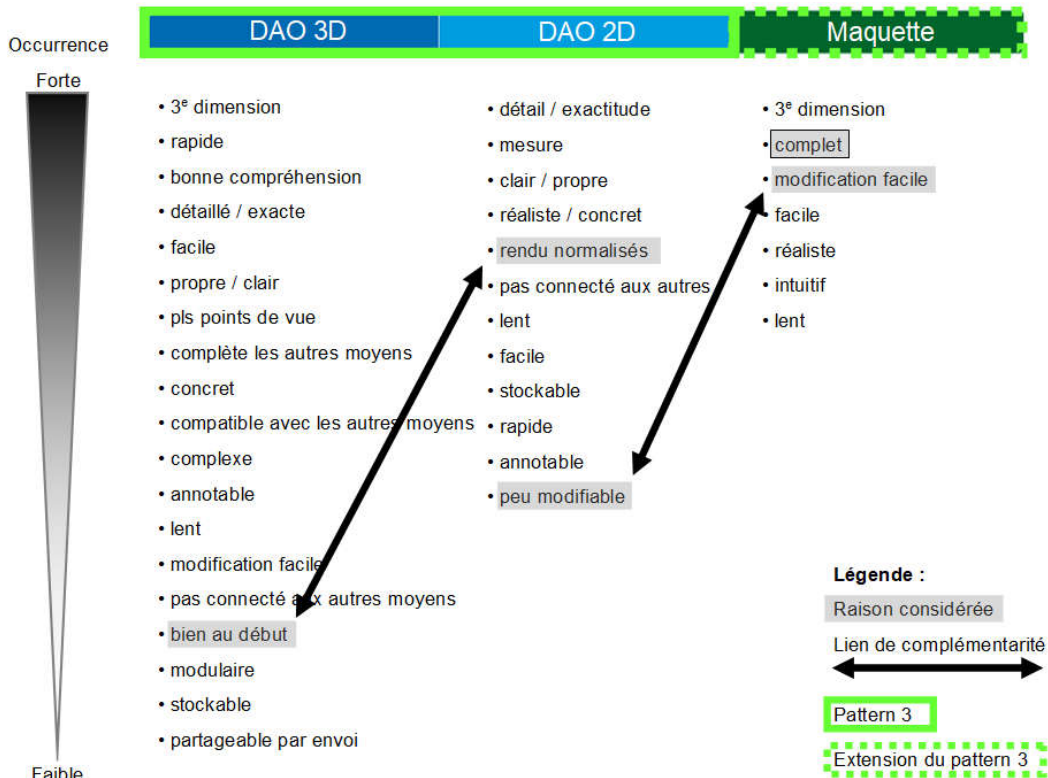 Occurrence
Forte
Faible
DAO 3D
DAO 2D
Maquette
• 3e dimension
• rapide
• bonne compréhension
• détaillé / exacte
• facile
• propre / clair
• pls points de vue
• complète les autres moyens
• concret
• compatible avec les autres moyens
• complexe
• annotable
• lent
• modification facile
• pas connecté aux autres moyens
• bien au début
• modulaire
• stockable
• partageable par envoi
• détail / exactitude
• mesure
• clair / propre
• réaliste / concret
• rendu normalisés
• pas connecté aux autres
• lent
• facile
• stockable
• rapide
• annotable
• peu modifiable
• 3e dimension
• complet
• modification facile
• facile
• réaliste
• intuitif
• lent
Légende :
Raison considérée
Lien de complémentarité
Pattern 3
Extension du pattern 3